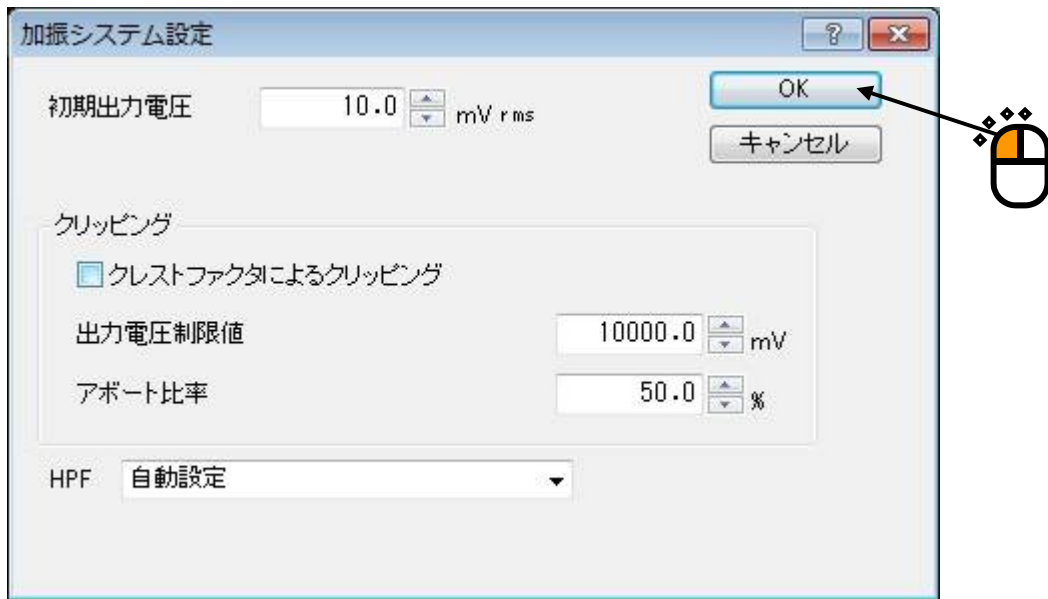 加振システム設定
初期出力電圧 10.0 mV rms
OK
キャンセル
クリッピング
クレストファクタによるクリッピング
出力電圧制限値 10000.0 mV
アボート比率 50.0 %
HPF 自動設定